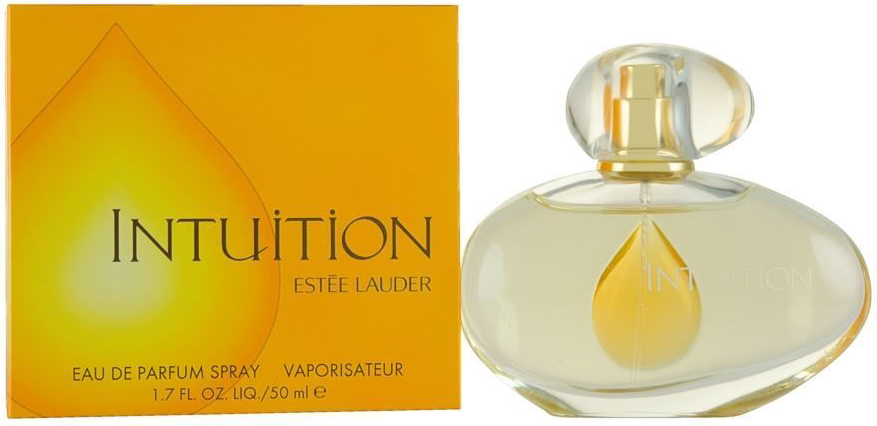 INTUiTiON
ESTĒE LAUDER
EAU DE PARFUM SPRAY VAPORISATEUR
1.7 FL. OZ. LIQ./50 ml ℮
INTUITION